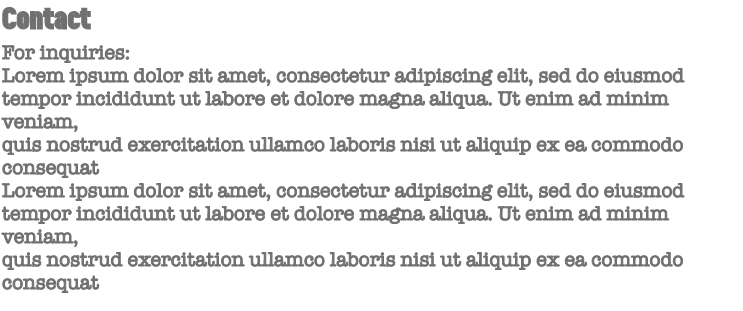 Contact
For inquiries:
Lorem ipsum dolor sit amet, consectetur adipiscing elit, sed do eiusmod
tempor incididunt ut labore et dolore magna aliqua. Ut enim ad minim
veniam,
quis nostrud exercitation ullamco laboris nisi ut aliquip ex ea commodo
consequat
Lorem ipsum dolor sit amet, consectetur adipiscing elit, sed do eiusmod
tempor incididunt ut labore et dolore magna aliqua. Ut enim ad minim
veniam,
quis nostrud exercitation ullamco laboris nisi ut aliquip ex ea commodo
consequat